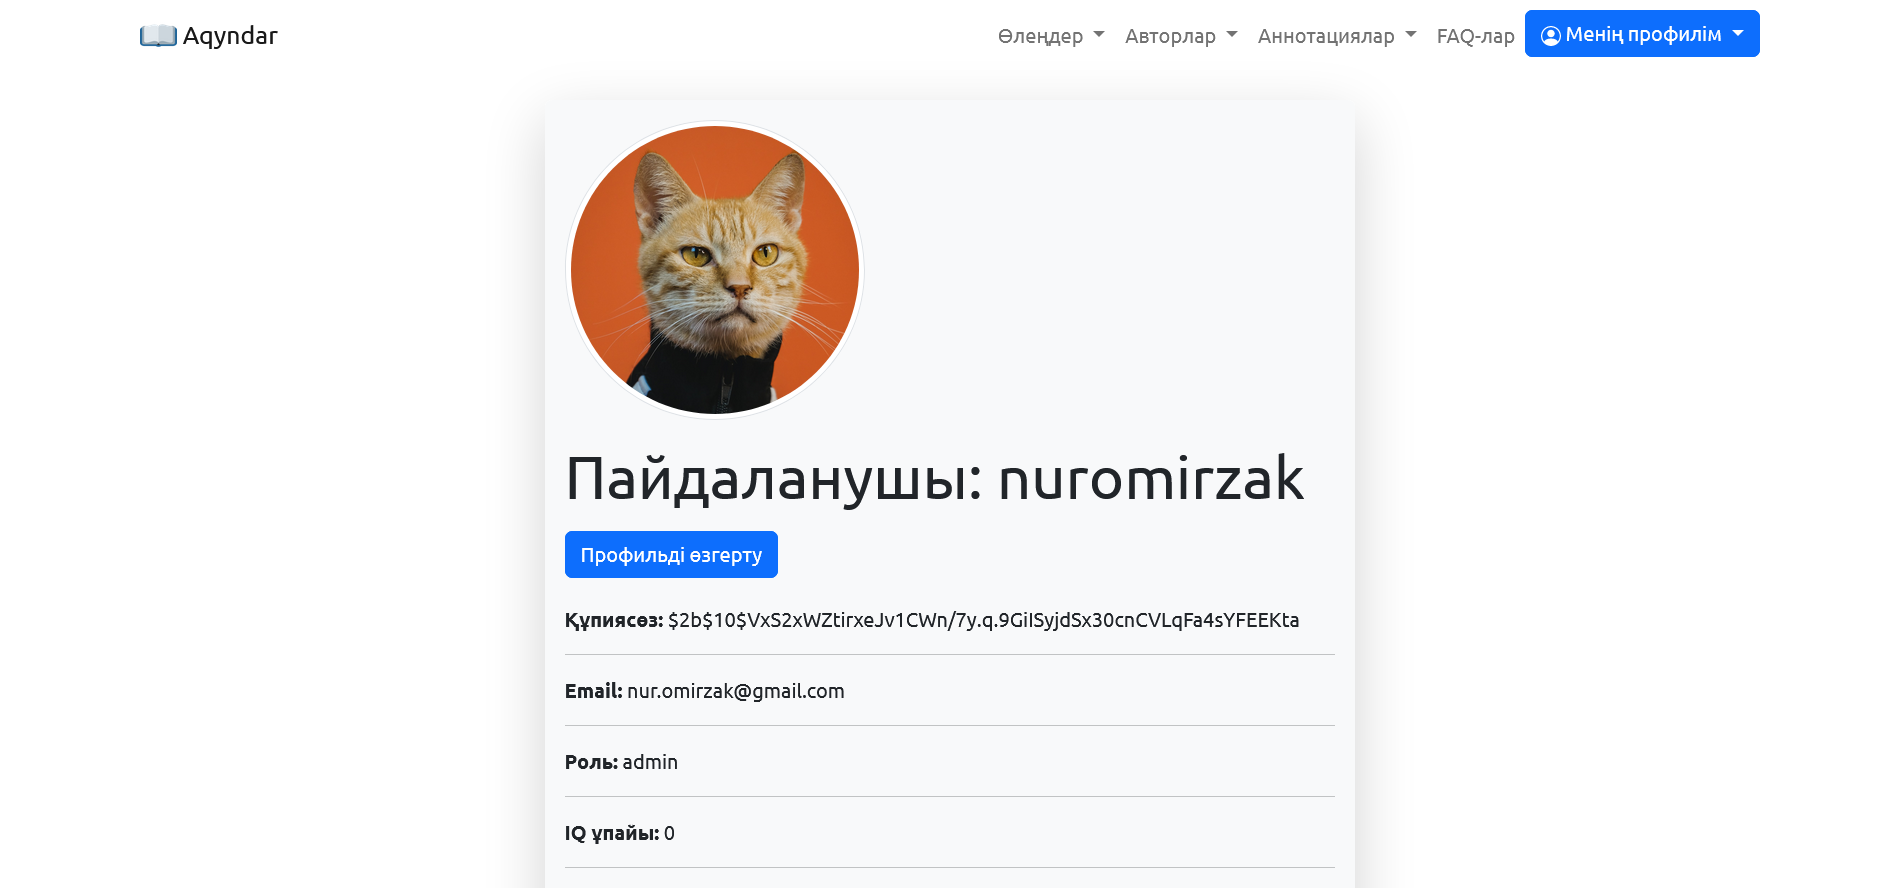 Aqyndar
Өлеңдер
Авторлар
Аннотациялар
FAQ-лар
Менің профилім
Пайдаланушы: nuromirzak
Профильді өзгерту
Құпиясөз: $2b$10$VxS2xWZtirxeJv1CWn/7y.q.9GiISyjdSx30cnCVLqFa4sYFEEKta
Email: nur.omirzak@gmail.com
Роль: admin
IQ ұпайы: 0